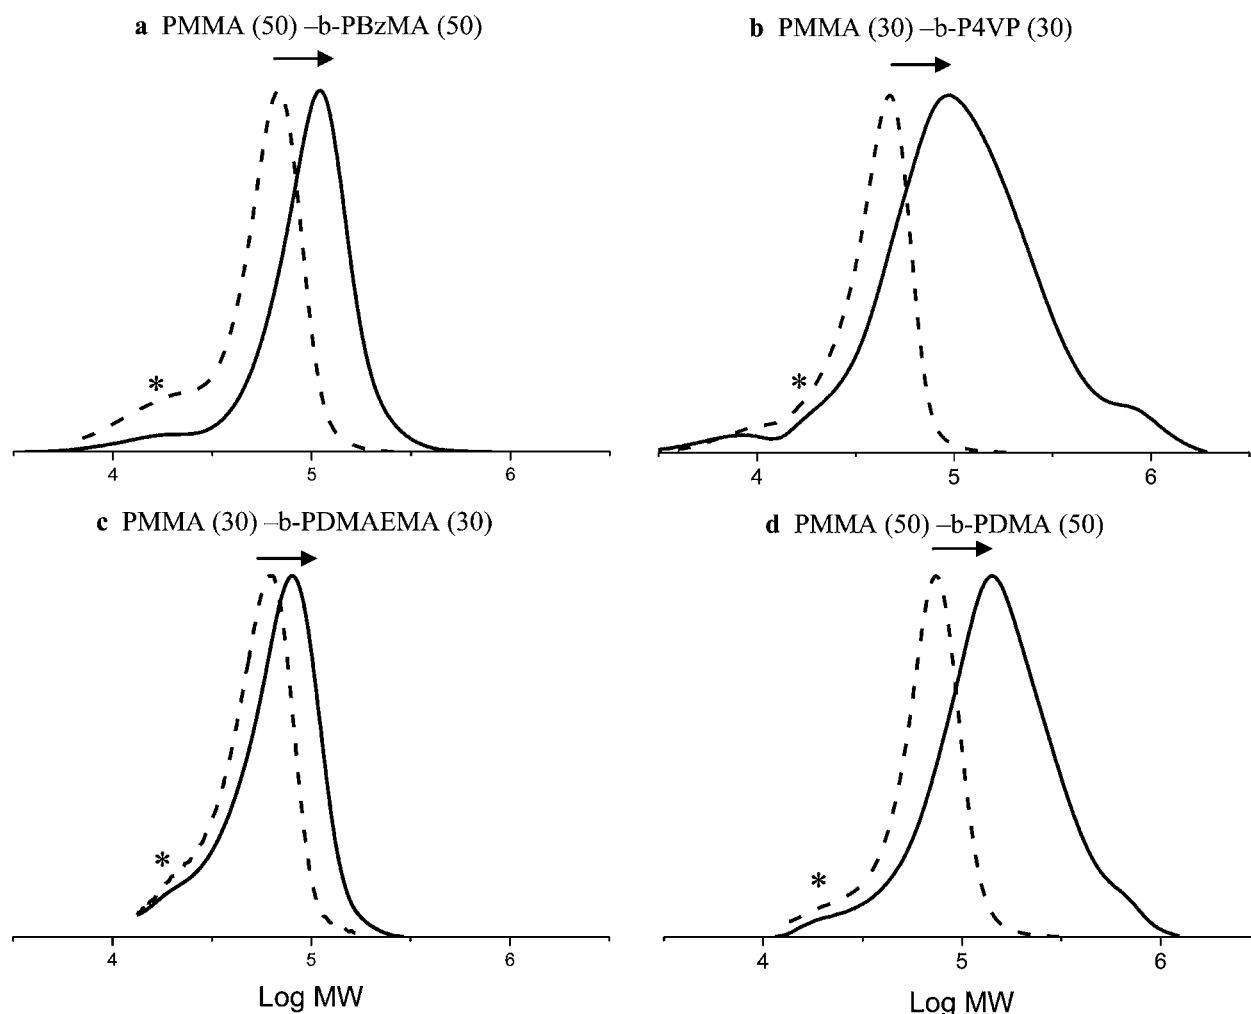 a PMMA (50) –b-PBzMA (50)
b PMMA (30) –b-P4VP (30)
*
*
4 5 6
4 5 6
c PMMA (30) –b-PDMAEMA (30)
d PMMA (50) –b-PDMA (50)
*
*
4 5 6
4 5 6
Log MW
Log MW